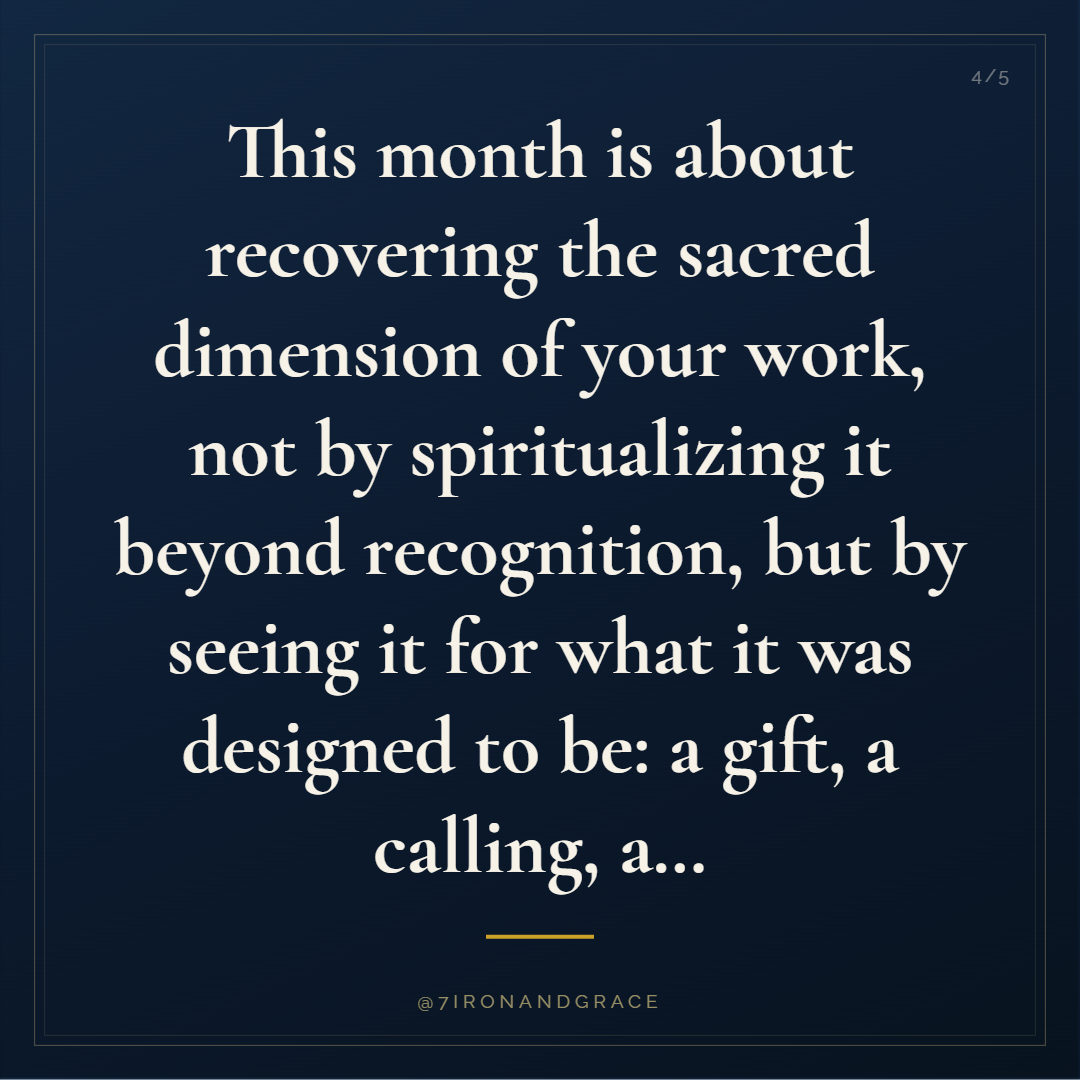 4/5
This month is about
recovering the sacred
dimension of your work,
not by spiritualizing it
beyond recognition, but by
seeing it for what it was
designed to be: a gift, a
calling, a...
@7IRONANDGRACE